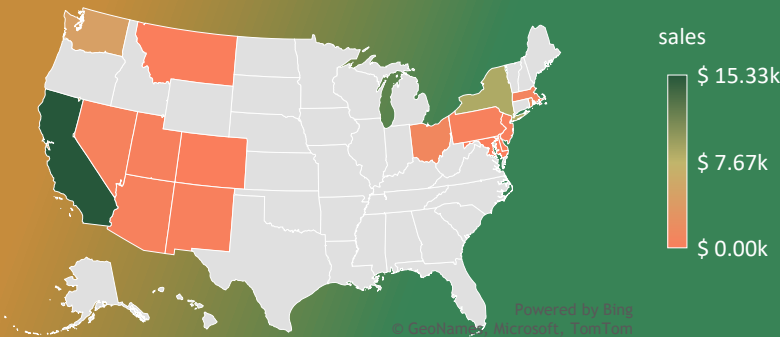 sales
$ 15.33k
$ 7.67k
$ 0.00k
Powered by Bing
© GeoNames, Microsoft, TomTom